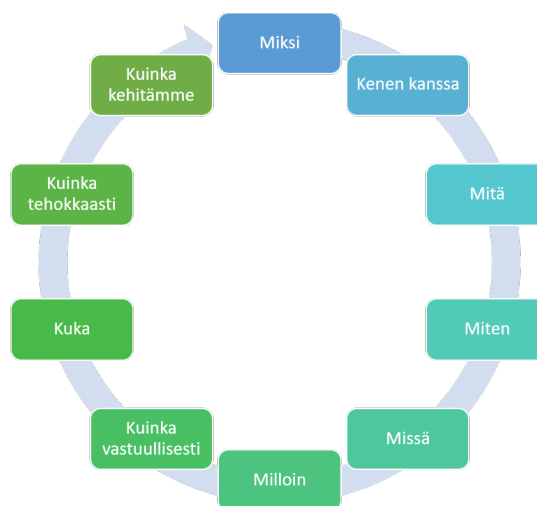 Miksi
Kenen kanssa
Mitä
Miten
Missä
Milloin
Kuinka
vastuullisesti
Kuka
Kuinka
tehokkaasti
Kuinka
kehitämme